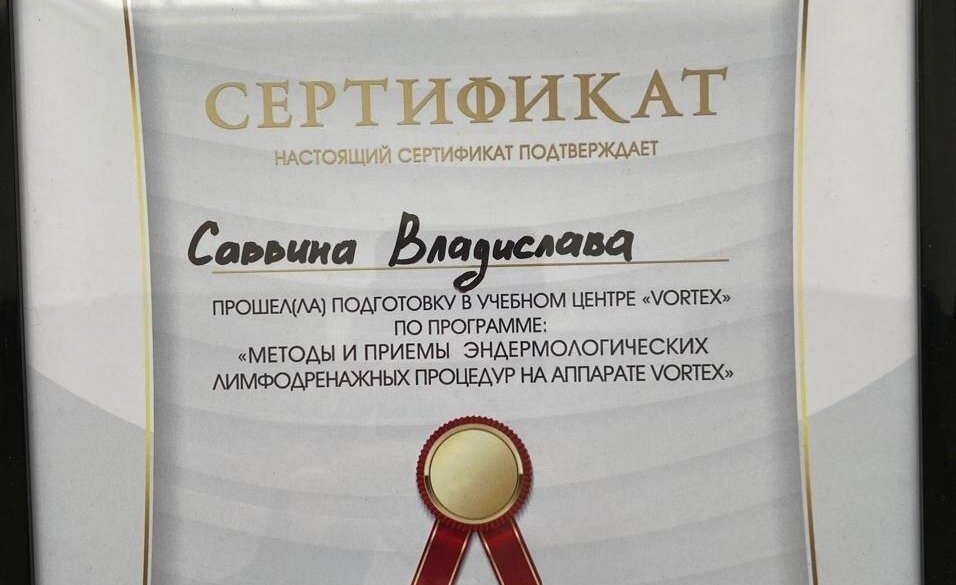 СЕРТИФИКАТ
НАСТОЯЩИЙ СЕРТИФИКАТ ПОДТВЕРЖДАЕТ
Саввина Владислава
ПРОШЕЛ(ЛА) ПОДГОТОВКУ В УЧЕБНОМ ЦЕНТРЕ «VORTEX»
ПО ПРОГРАММЕ:
«МЕТОДЫ И ПРИЕМЫ ЭНДЕРМОЛОГИЧЕСКИХ
ЛИМФОДРЕНАЖНЫХ ПРОЦЕДУР НА АППАРАТЕ VORTEX»